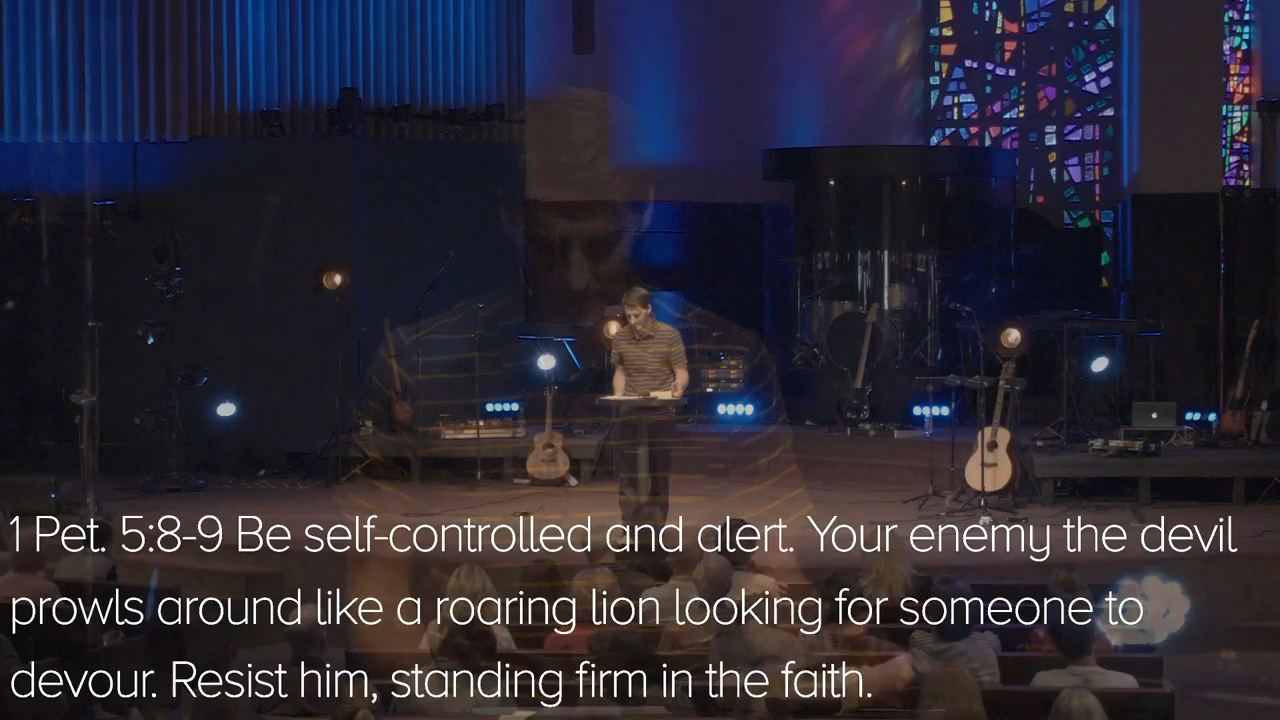 1 Pet. 5:8-9 Be self-controlled and alert. Your enemy the devil
prowls around like a roaring lion looking for someone to
devour. Resist him, standing firm in the faith.